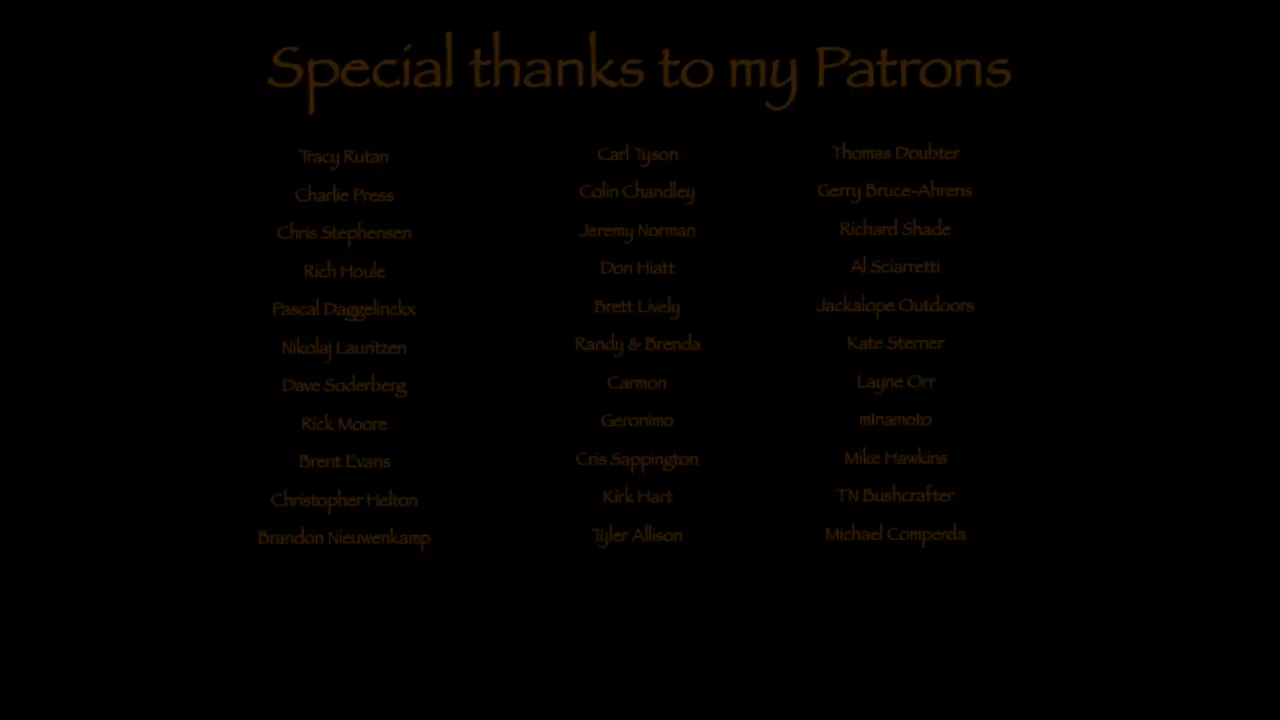 Special thanks to my Patrons
Tracy Rutan
Charlie Press
Chris Stephensen
Rich Houle
Pascal Daggelinckx
Nikolaj Lauritzen
Dave Soderberg
Rick Moore
Brent Evans
Christopher Helton
Brandon Nieuwenkamp
Carl Tyson
Colin Chandley
Jeremy Norman
Don Hiatt
Brett Lively
Randy & Brenda
Carmon
Geronimo
Cris Sappington
Kirk Hart
Tyler Allison
Thomas Doubter
Gerry Bruce-Ahrens
Richard Shade
Al Sciarretti
Jackalope Outdoors
Kate Sterner
Layne Orr
m1namoto
Mike Hawkins
TN Bushcrafter
Michael Comperda